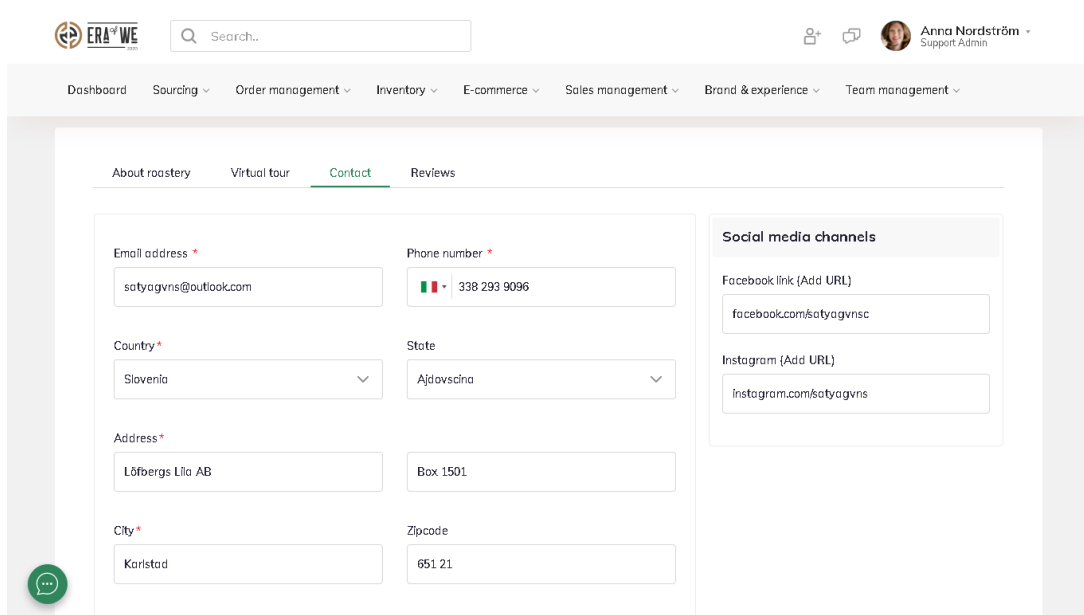 ERA OF WE
Search..
Anna Nordström
Support Admin
Dashboard Sourcing Order management Inventory E-commerce Sales management Brand & experience Team management
About roastery Virtual tour Contact Reviews
Email address *
satyagvns@outlook.com
Phone number *
338 293 9096
Country*
Slovenia
State
Ajdovscina
Address*
Löfbergs Lila AB
Box 1501
City*
Karlstad
Zipcode
651 21
Social media channels
Facebook link (Add URL)
facebook.com/satyagvnsc
Instagram (Add URL)
instagram.com/satyagvns